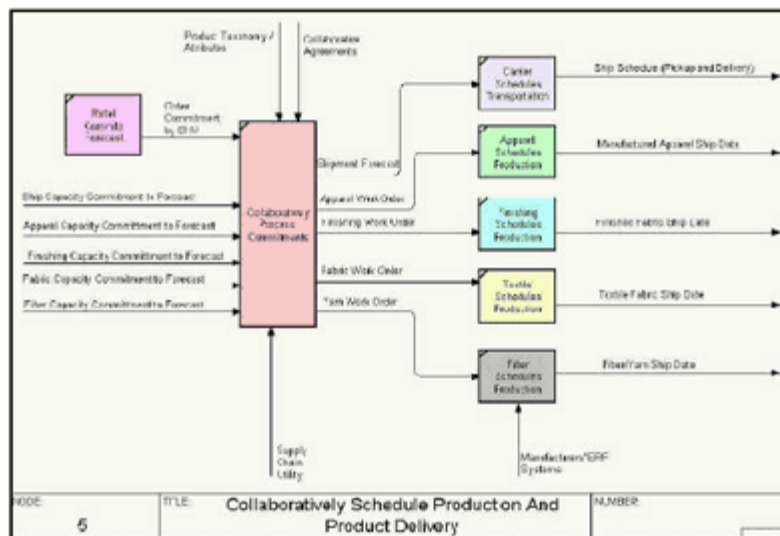 Product Taxonomy /
Attributes
Collaborative
Agreements
Retail
Commits
Forecast
Order
Commitment
Carrier
Schedules
Transportation
Ship Schedule (Pickup and Delivery)
Shipment Forecast
Apparel
Schedules
Production
Manufactured Apparel Ship Date
Ship Capacity Commitment to Forecast
Apparel Work Order
Collaboratively
Process
Commitments
Apparel Capacity Commitment to Forecast
Finishing Work Order
Finishing
Schedules
Production
Finished Fabric Ship Date
Finishing Capacity Commitment to Forecast
Fabric Work Order
Fabric Capacity Commitment to Forecast
Textile
Schedules
Production
Textile Fabric Ship Date
Fiber Capacity Commitment to Forecast
Yarn Work Order
Fiber
Schedules
Production
Fiber/Yarn Ship Date
Supply
Chain
Utility
Systems
NODE:
5
TITLE:
Collaboratively Schedule Production And
Product Delivery
NUMBER: